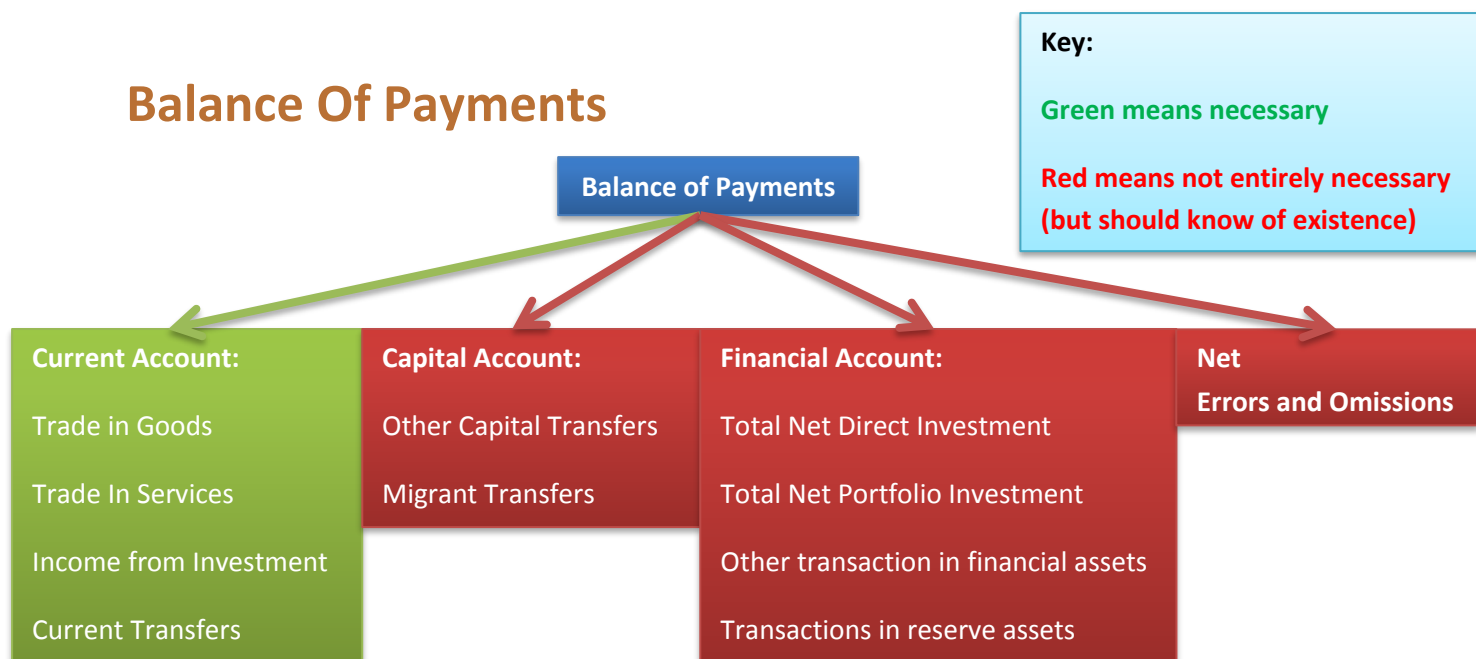 Balance Of Payments
Key:
Green means necessary
Red means not entirely necessary
(but should know of existence)
Balance of Payments
Current Account:
Trade in Goods
Trade In Services
Income from Investment
Current Transfers
Capital Account:
Other Capital Transfers
Migrant Transfers
Financial Account:
Total Net Direct Investment
Total Net Portfolio Investment
Other transaction in financial assets
Transactions in reserve assets
Net
Errors and Omissions